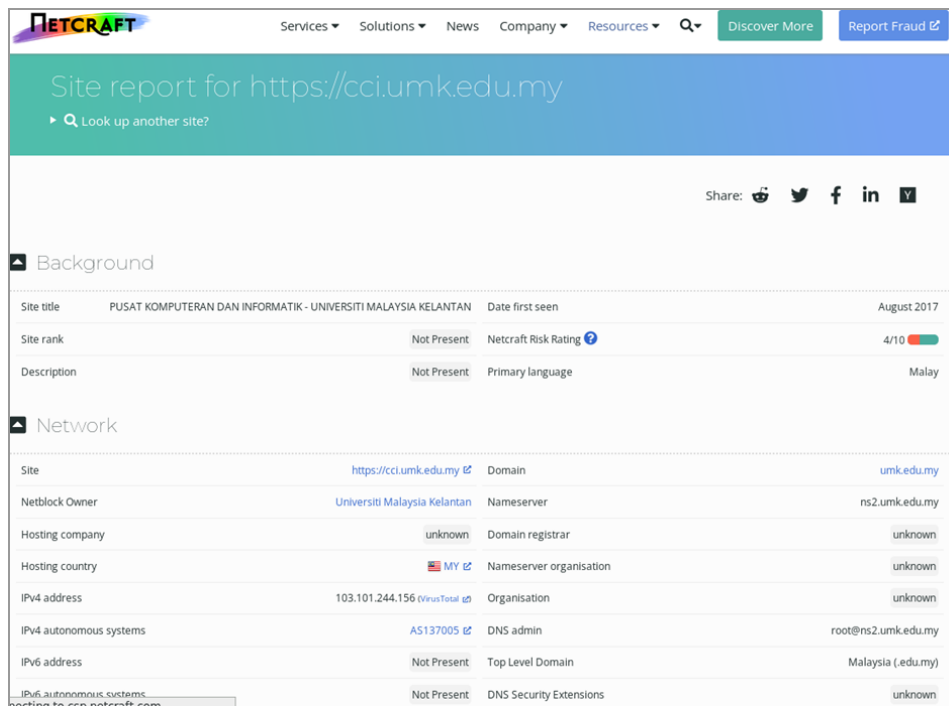 NETCRAFT
Services Solutions News Company Resources Discover More Report Fraud
Site report for https://cci.umk.edu.my
Look up another site?
Share:
Background
Site title PUSAT KOMPUTERAN DAN INFORMATIK - UNIVERSITI MALAYSIA KELANTAN Date first seen August 2017
Site rank Not Present Netcraft Risk Rating ? 4/10
Description Not Present Primary language Malay
Network
Site https://cci.umk.edu.my Domain umk.edu.my
Netblock Owner Universiti Malaysia Kelantan Nameserver ns2.umk.edu.my
Hosting company unknown Domain registrar unknown
Hosting country MY Nameserver organisation unknown
IPv4 address 103.101.244.156 (VirusTotal) Organisation unknown
IPv4 autonomous systems AS137005 DNS admin root@ns2.umk.edu.my
IPv6 address Not Present Top Level Domain Malaysia (.edu.my)
IPv6 autonomous systems Not Present DNS Security Extensions unknown
csp.netcraft.com